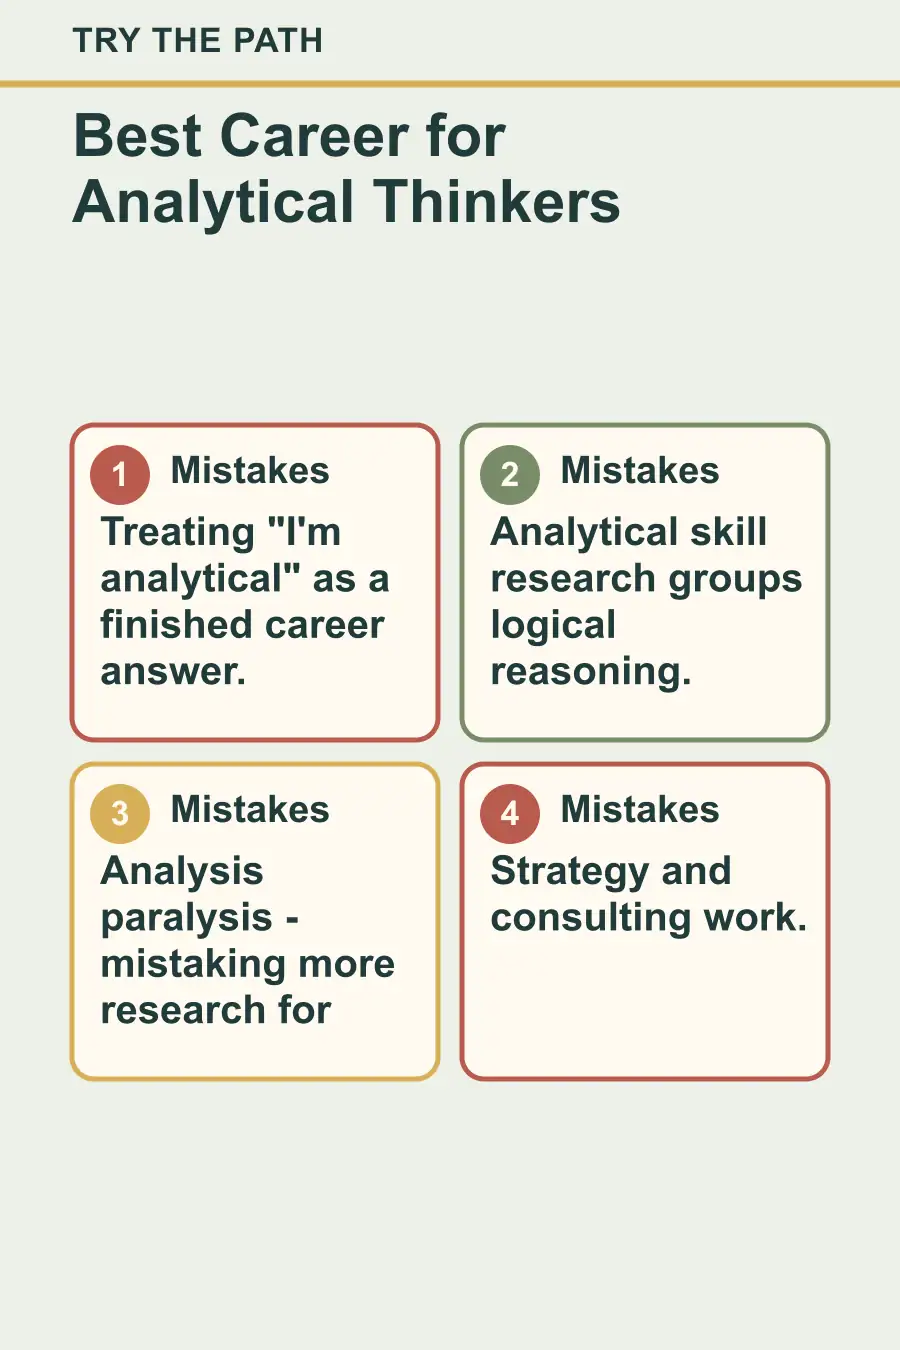 TRY THE PATH
Best Career for
Analytical Thinkers
1 Mistakes
Treating "I'm
analytical" as a
finished career
answer.
2 Mistakes
Analytical skill
research groups
logical
reasoning.
3 Mistakes
Analysis
paralysis -
mistaking more
research for
4 Mistakes
Strategy and
consulting work.